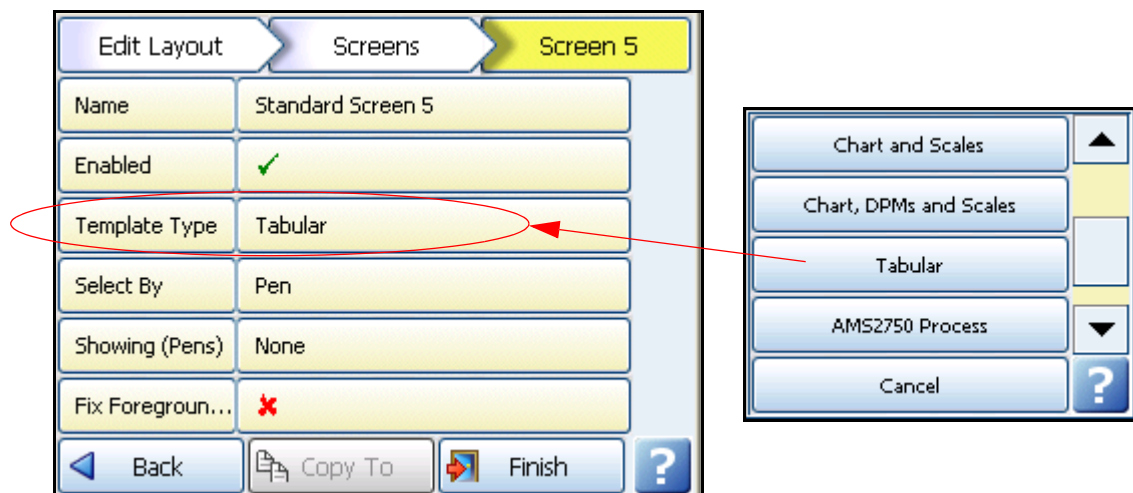 Edit Layout Screens Screen 5
Name Standard Screen 5
Enabled
Template Type Tabular
Select By Pen
Showing (Pens) None
Fix Foregroun...
Back Copy To Finish ?
Chart and Scales
Chart, DPMs and Scales
Tabular
AMS2750 Process
Cancel ?